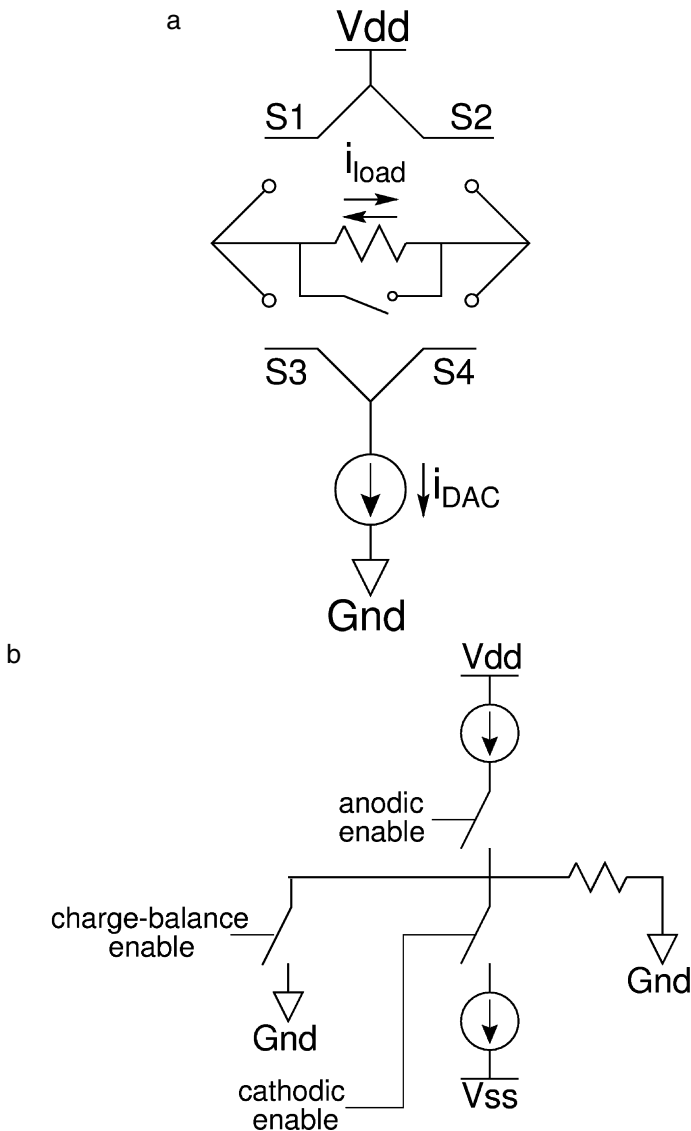 a
Vdd
S1 S2
iload
S3 S4
iDAC
Gnd
b
Vdd
anodic
enable
charge-balance
enable
Gnd
Gnd
cathodic
enable
Vss